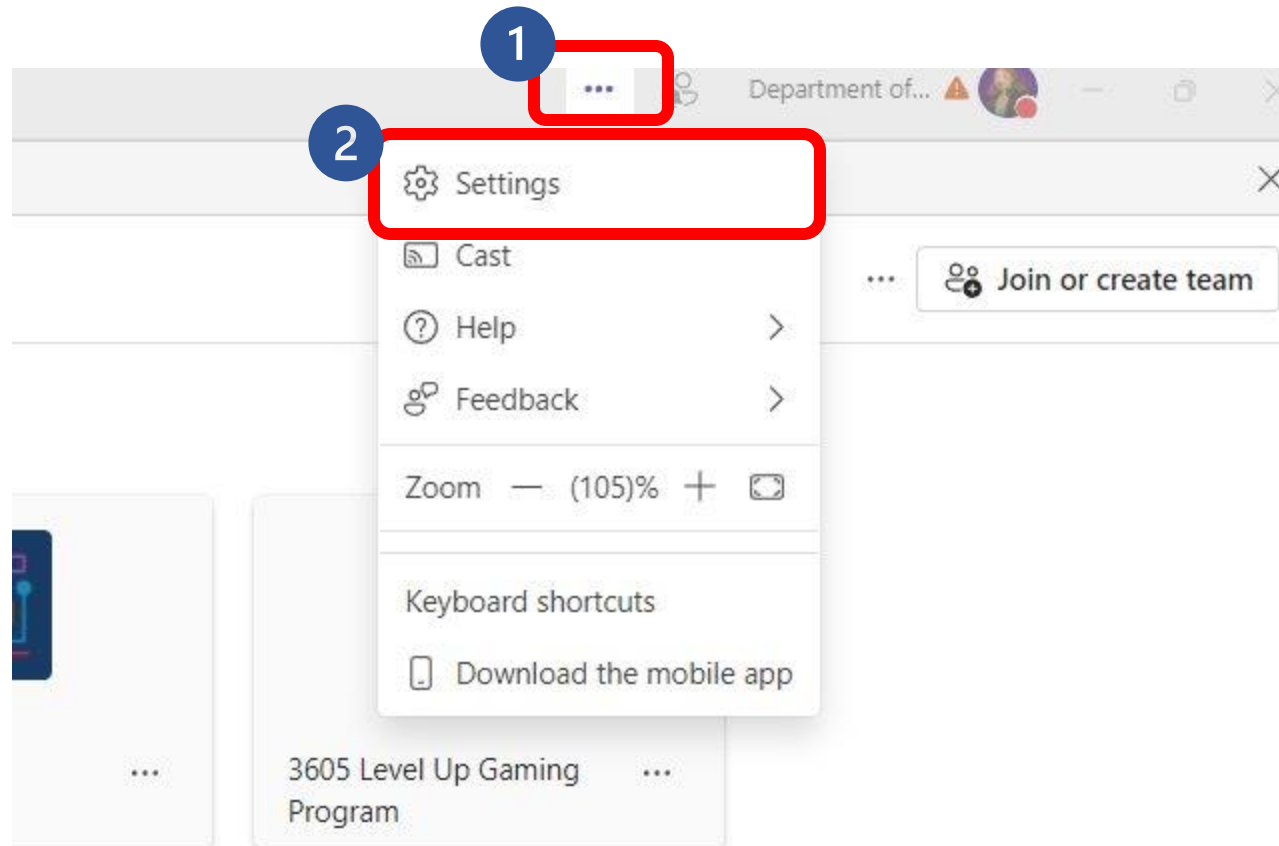 1
Department of...
2
Settings
Cast
... Join or create team
Help
Feedback
Zoom — (105)% +
Keyboard shortcuts
Download the mobile app
3605 Level Up Gaming
Program